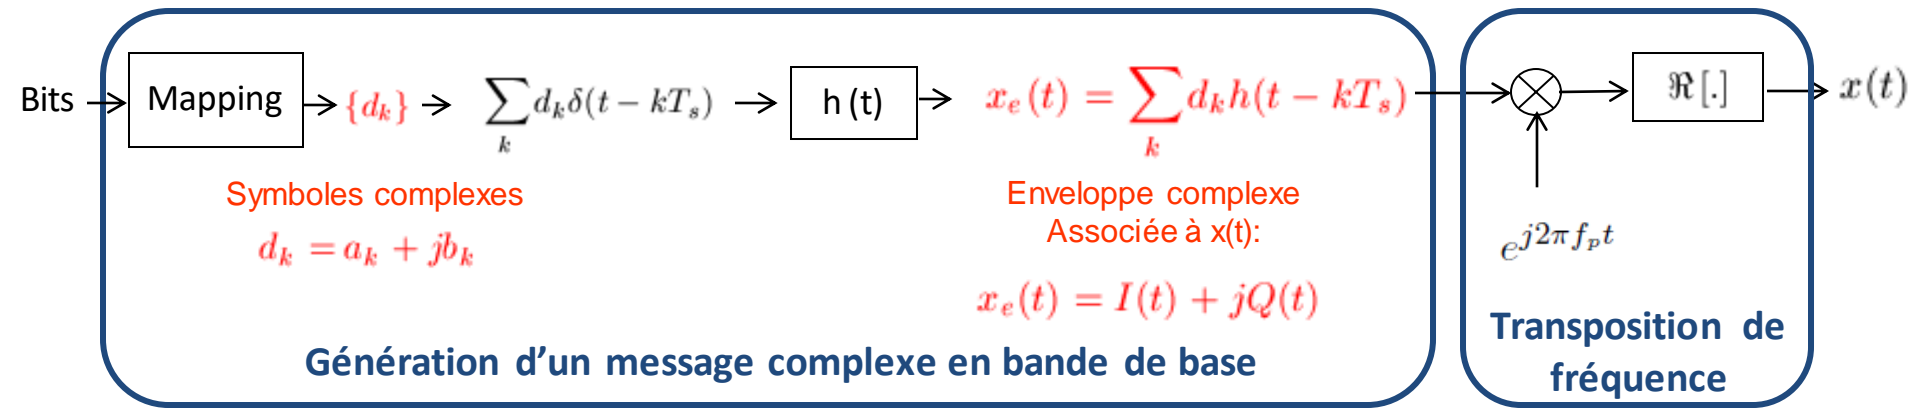 Bits → Mapping → {d_k} → ∑_k d_k δ(t − kT_s) → h (t) → x_e(t) = ∑_k d_k h(t − kT_s) → ⊗ → ℜ[.] → x(t)
Symboles complexes
d_k = a_k + jb_k
Enveloppe complexe
Associée à x(t):
x_e(t) = I(t) + jQ(t)
Génération d’un message complexe en bande de base
e^{j2πf_p t}
Transposition de
fréquence